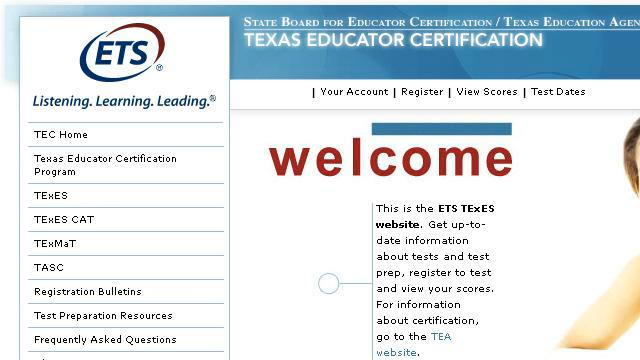 ETS®
Listening. Learning. Leading.®
STATE BOARD FOR EDUCATOR CERTIFICATION / TEXAS EDUCATION
TEXAS EDUCATOR CERTIFICATION
| Your Account | Register | View Scores | Test Dates
TEC Home
Texas Educator Certification
Program
TExES
TExES CAT
TExMaT
TASC
Registration Bulletins
Test Preparation Resources
Frequently Asked Questions
welcome
This is the ETS TExES
website. Get up-to-
date information
about tests and test
prep, register to test
and view your scores.
For information
about certification,
go to the TEA
website.